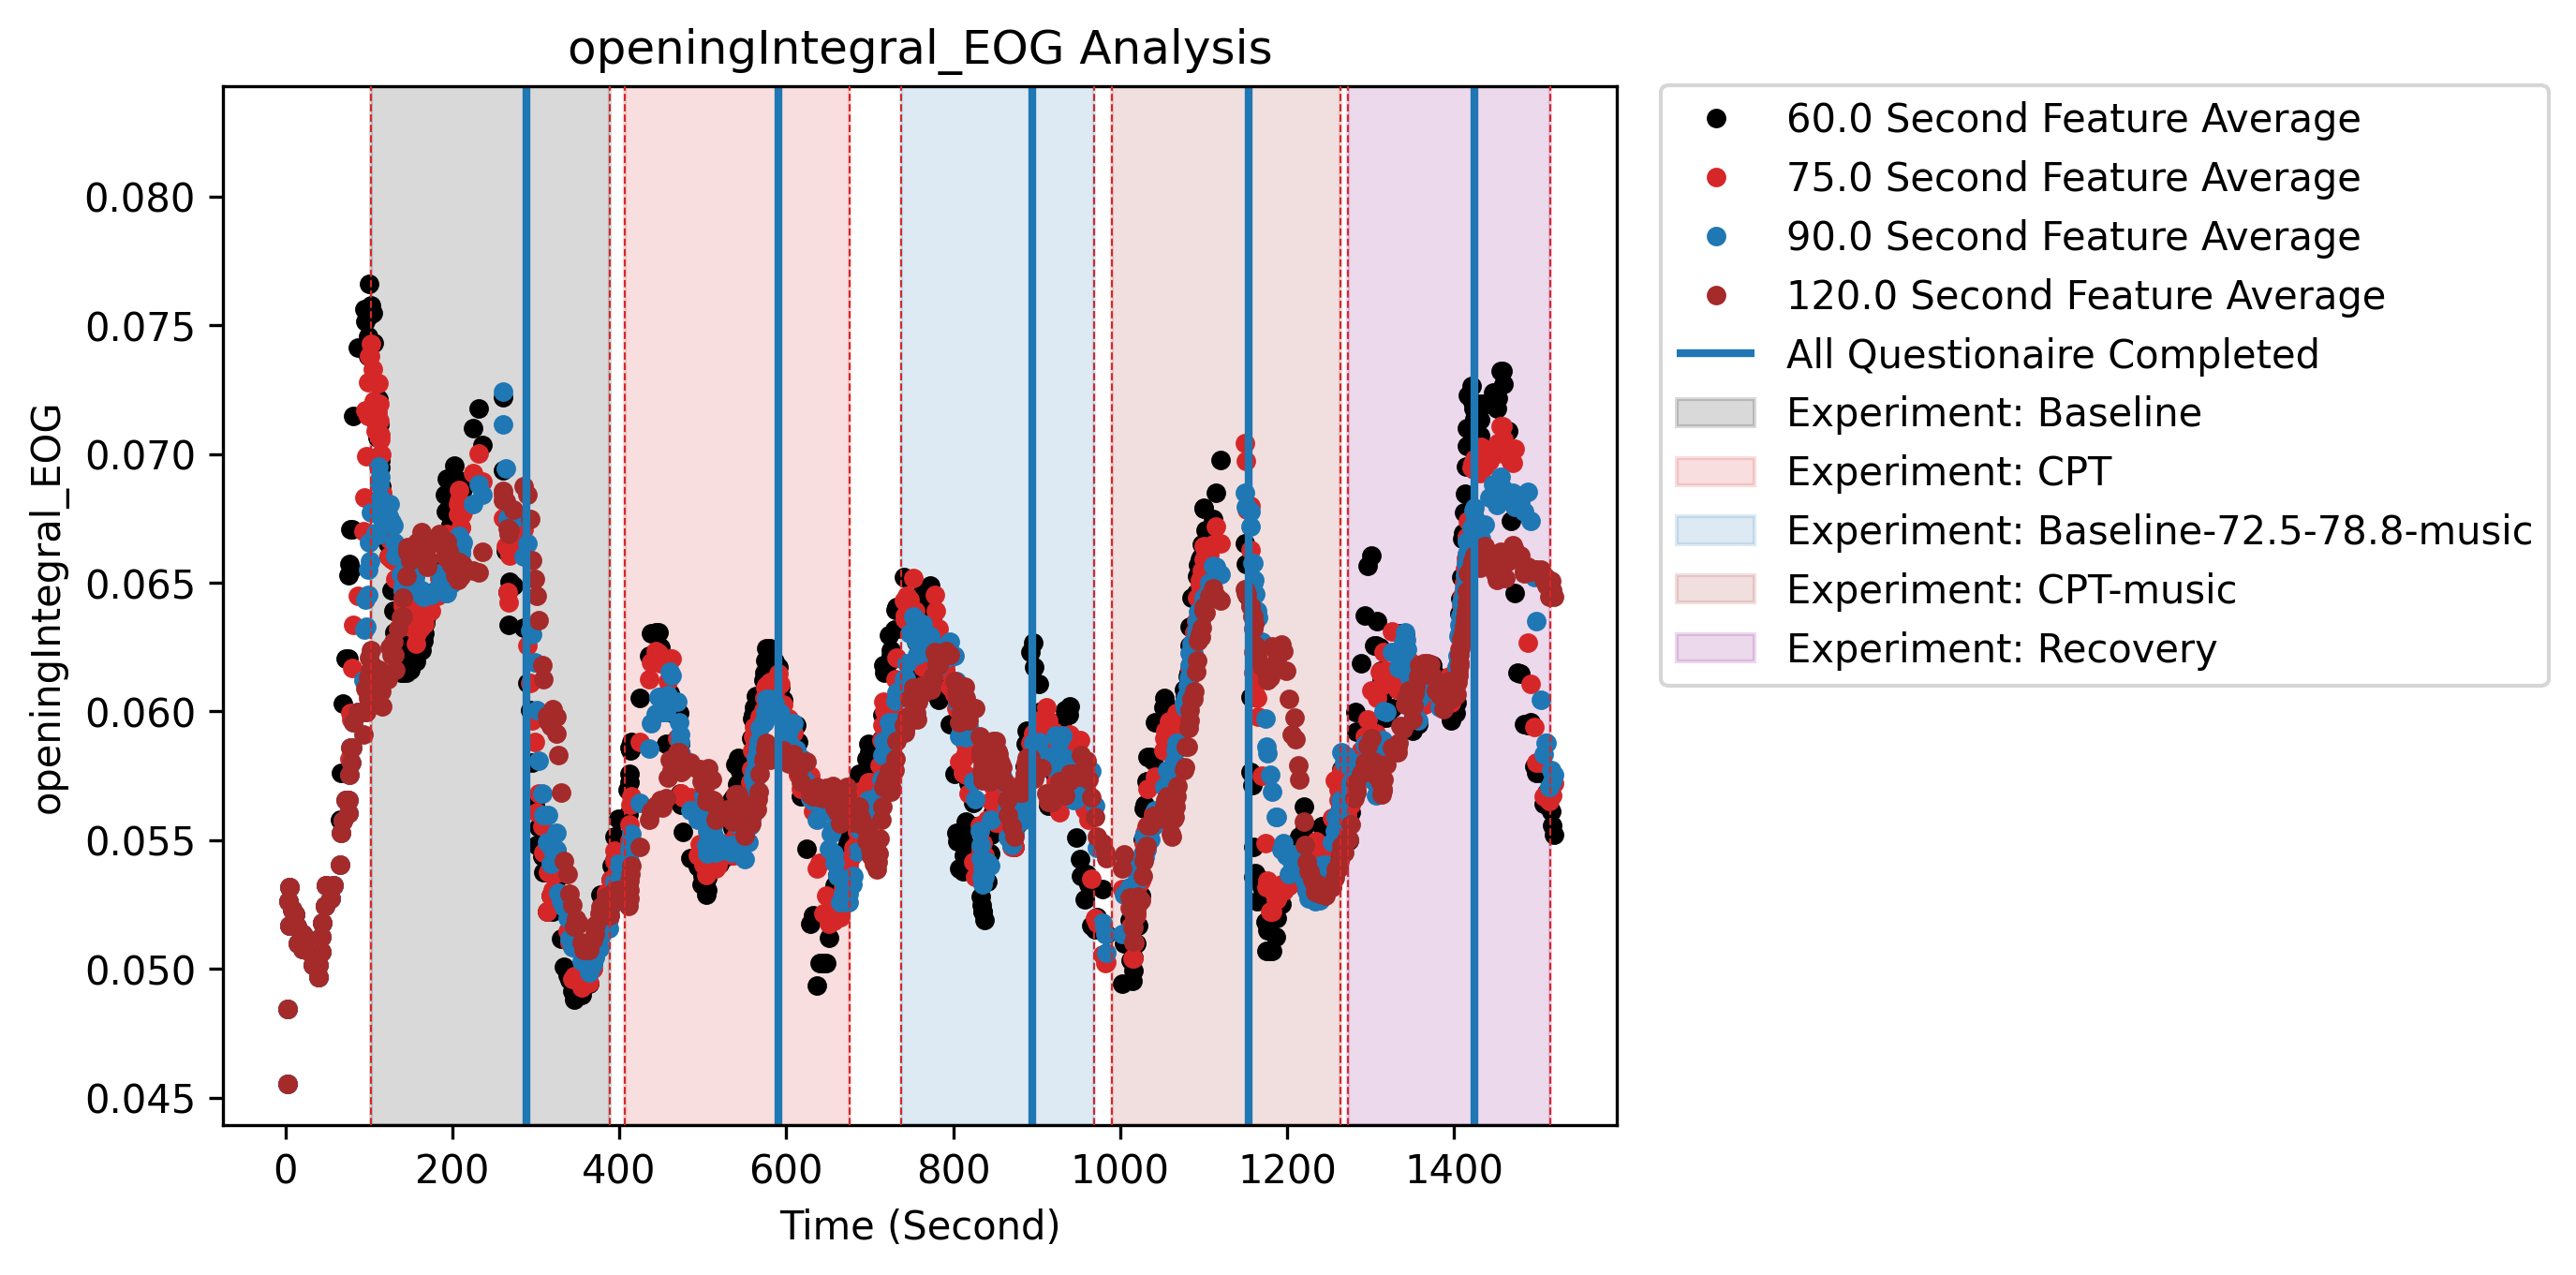 openingIntegral_EOG Analysis
openingIntegral_EOG
0.080
0.075
0.070
0.065
0.060
0.055
0.050
0.045
0 200 400 600 800 1000 1200 1400
Time (Second)
60.0 Second Feature Average
75.0 Second Feature Average
90.0 Second Feature Average
120.0 Second Feature Average
All Questionaire Completed
Experiment: Baseline
Experiment: CPT
Experiment: Baseline-72.5-78.8-music
Experiment: CPT-music
Experiment: Recovery